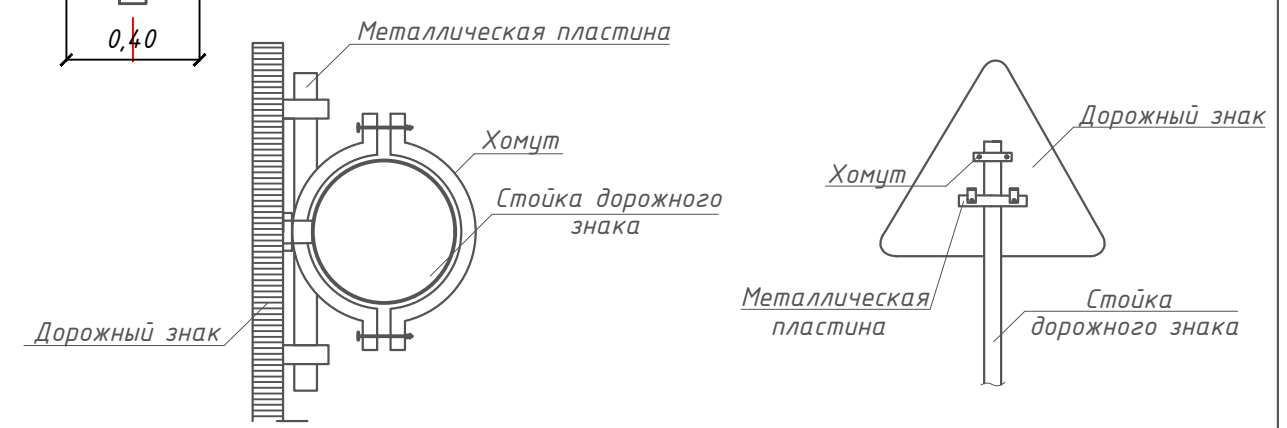 0,40
Металлическая пластина
Хомут
Стойка дорожного
знака
Дорожный знак
Дорожный знак
Хомут
Металлическая
пластина
Стойка
дорожного знака